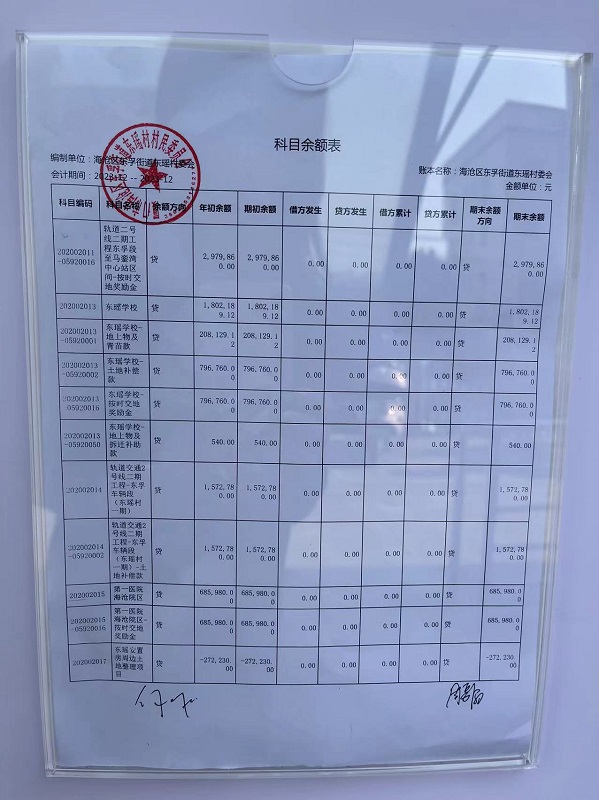 科目余额表
编制单位：海沧区东孚街道东瑶村委会
账本名称：海沧区东孚街道东瑶村委会
会计期间：2023.12 -- 2023.12
金额单位：元
科目编码 科目名称 余额方向 年初余额 期初余额 借方发生 贷方发生 借方累计 贷方累计 期末余额方向 期末余额
202002011-05920016 轨道二号线二期工程东孚段至马銮湾中心站区间-按时交地奖励金 贷 2,979,860.00 2,979,860.00 0.00 0.00 0.00 0.00 贷 2,979,860.00
202002013 东瑶学校 贷 1,802,189.12 1,802,189.12 0.00 0.00 0.00 0.00 贷 1,802,189.12
202002013-05920001 东瑶学校-地上物及青苗款 贷 208,129.12 208,129.12 0.00 0.00 0.00 0.00 贷 208,129.12
202002013-05920002 东瑶学校-土地补偿款 贷 796,760.00 796,760.00 0.00 0.00 0.00 0.00 贷 796,760.00
202002013-05920016 东瑶学校-按时交地奖励金 贷 796,760.00 796,760.00 0.00 0.00 0.00 0.00 贷 796,760.00
202002013-05920050 东瑶学校-地上物及拆迁补助款 贷 540.00 540.00 0.00 0.00 0.00 0.00 贷 540.00
202002014 轨道交通2号线二期工程-东孚车辆段（东瑶村一期） 贷 1,572,780.00 1,572,780.00 0.00 0.00 0.00 0.00 贷 1,572,780.00
202002014-05920002 轨道交通2号线二期工程-东孚车辆段（东瑶村一期）-土地补偿款 贷 1,572,780.00 1,572,780.00 0.00 0.00 0.00 0.00 贷 1,572,780.00
202002015 第一医院海沧院区 贷 685,980.00 685,980.00 0.00 0.00 0.00 0.00 贷 685,980.00
202002015-05920016 第一医院海沧院区-按时交地奖励金 贷 685,980.00 685,980.00 0.00 0.00 0.00 0.00 贷 685,980.00
202002017 东瑶安置房周边土地整理项目 贷 -272,230.00 -272,230.00 0.00 0.00 0.00 0.00 贷 -272,230.00